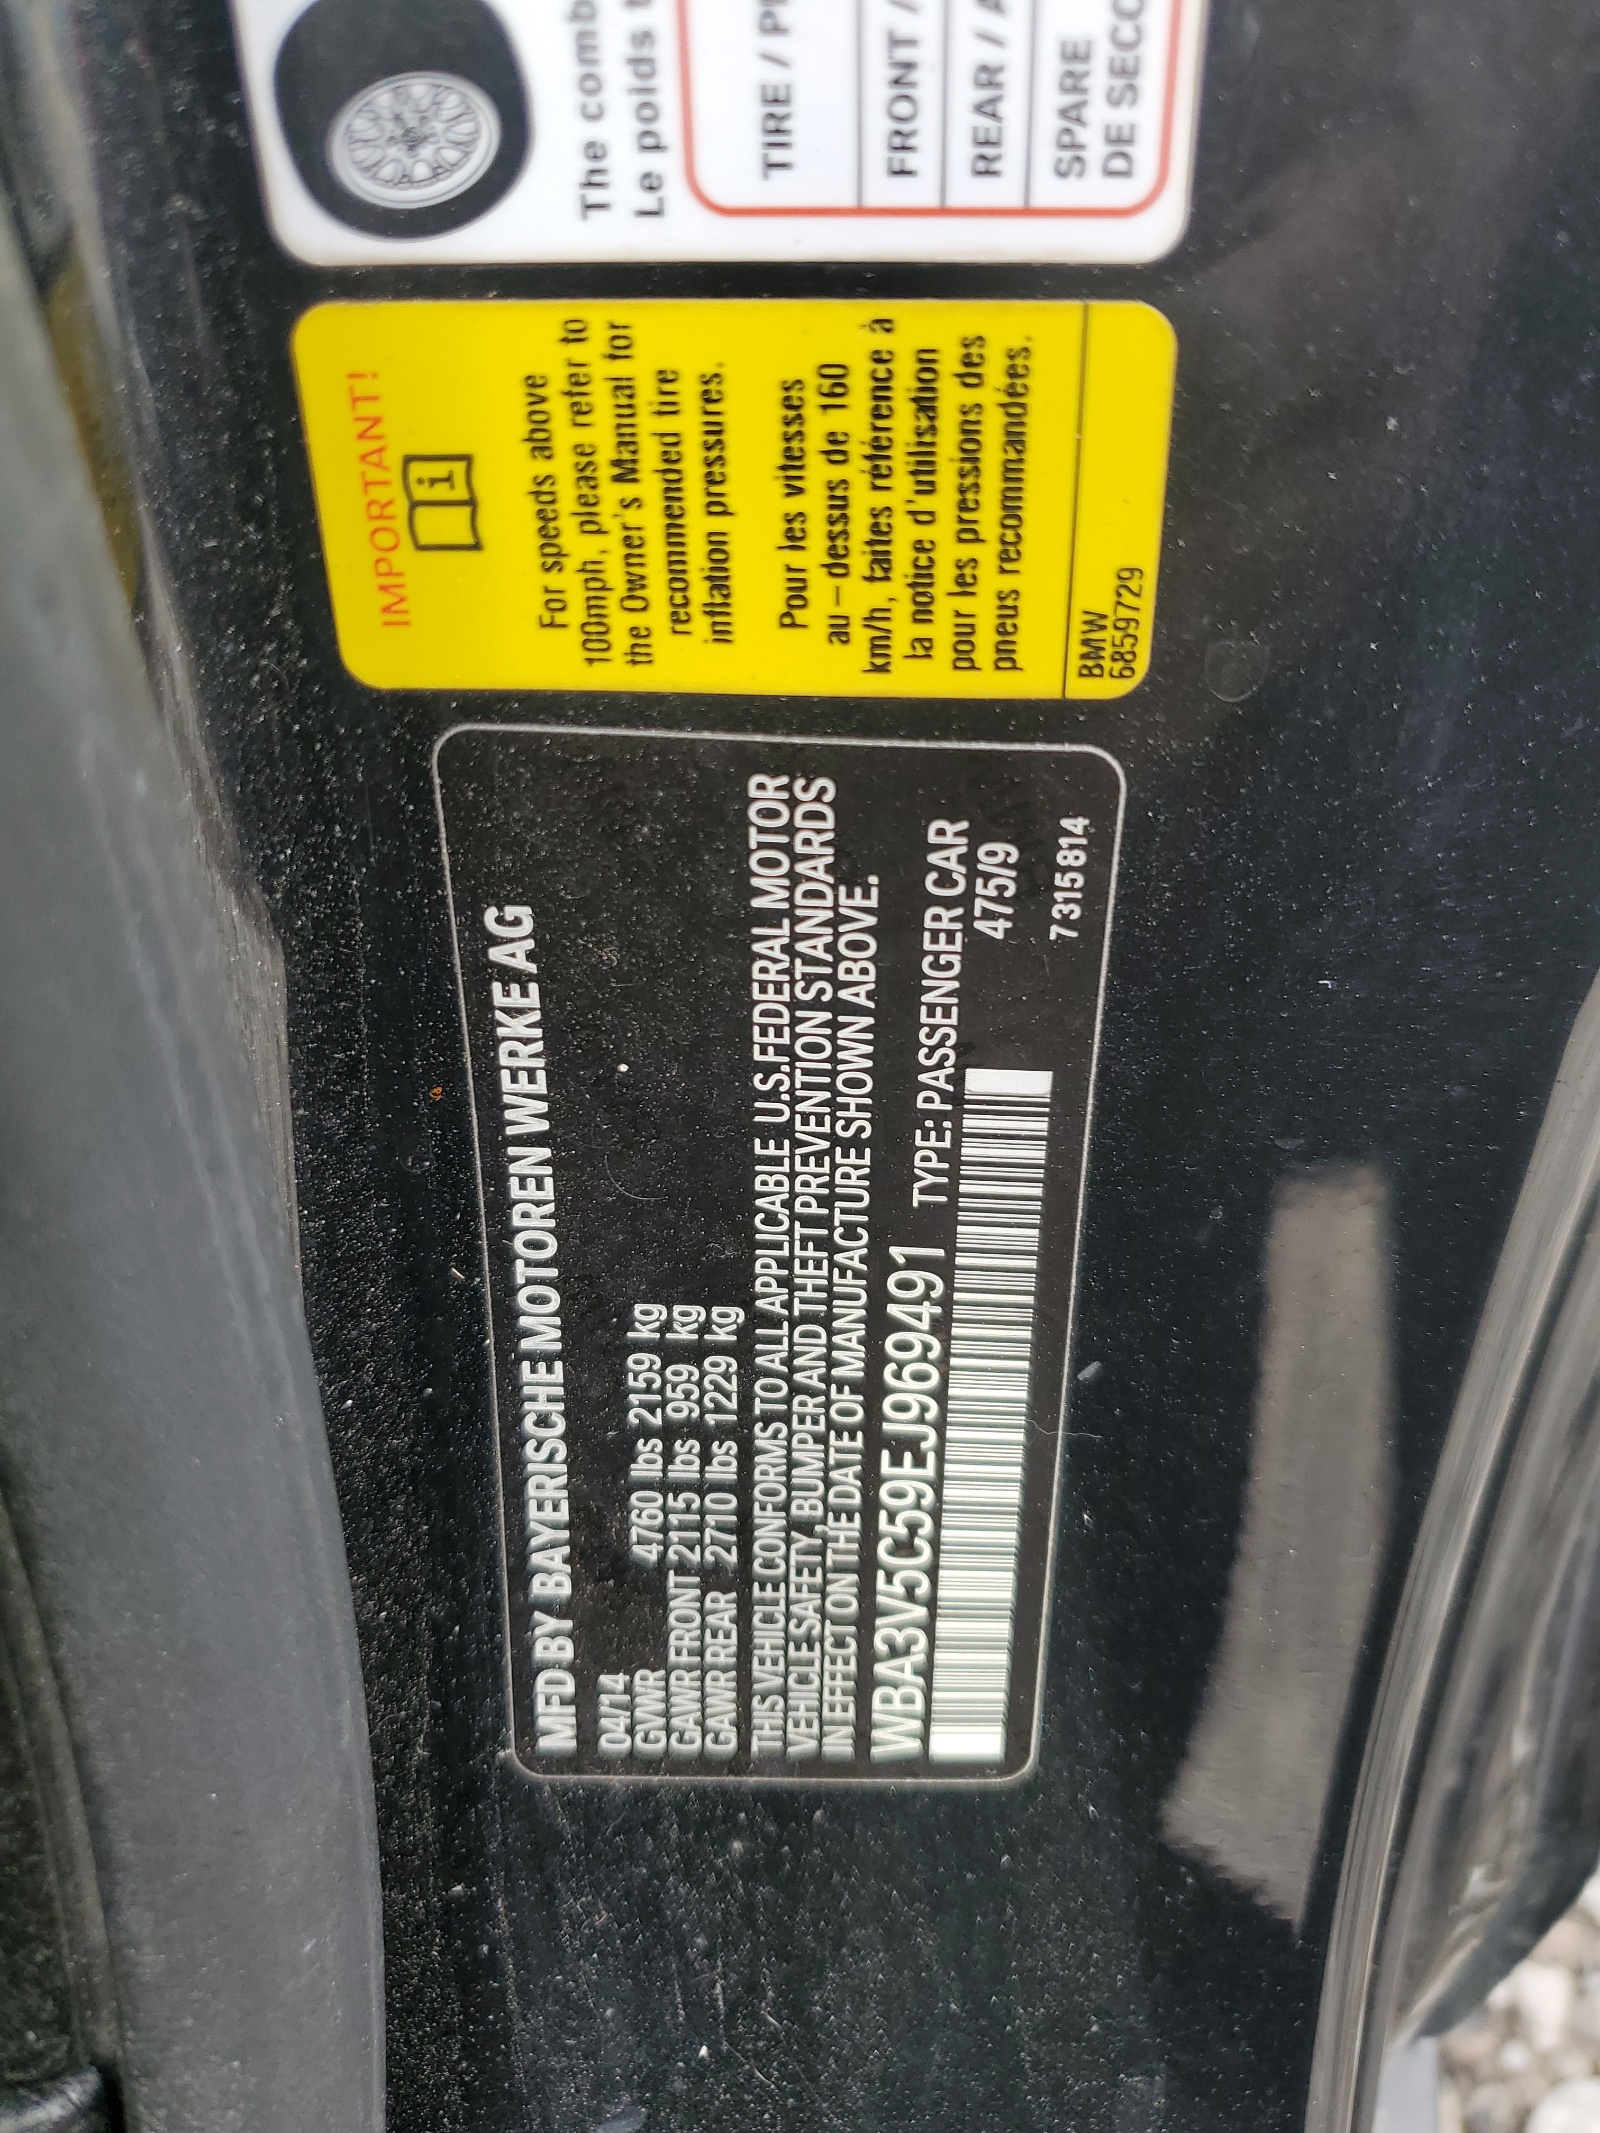 MFD BY BAYERISCHE MOTOREN WERKE AG
04/14
GVWR 4760 lbs 2159 kg
GAWR FRONT 2115 lbs 959 kg
GAWR REAR 2710 lbs 1229 kg
THIS VEHICLE CONFORMS TO ALL APPLICABLE U.S.FEDERAL MOTOR
VEHICLE SAFETY, BUMPER AND THEFT PREVENTION STANDARDS
IN EFFECT ON THE DATE OF MANUFACTURE SHOWN ABOVE.
WBA3V5C59EJ969491 TYPE: PASSENGER CAR
475/9
7315814
IMPORTANT!
i
For speeds above
100mph, please refer to
the Owner's Manual for
recommended tire
inflation pressures.
Pour les vitesses
au-dessus de 160
km/h, faites référence à
la notice d'utilisation
pour les pressions des
pneus recommandées.
BMW
6859729
The comb
Le poids t
TIRE / P
FRONT /
REAR / A
SPARE
DE SECO